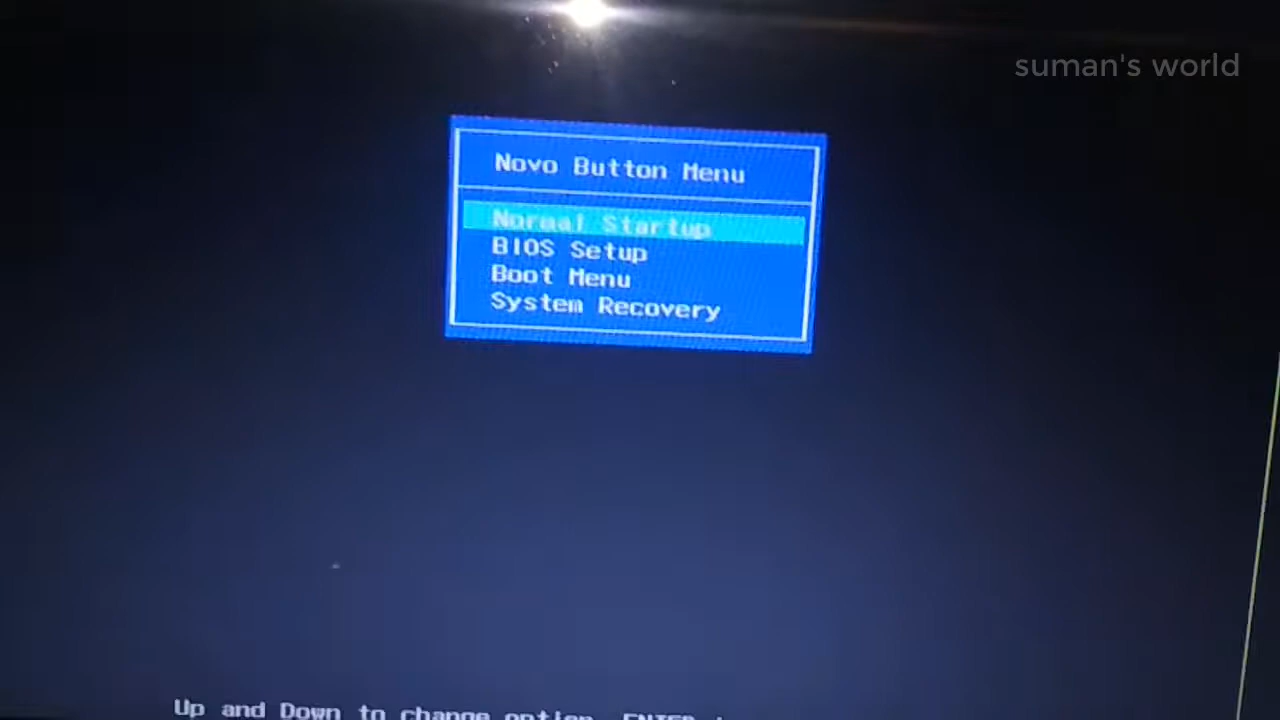 suman's world
Novo Button Menu
Normal Startup
BIOS Setup
Boot Menu
System Recovery
Up and Down to change option, ENTER